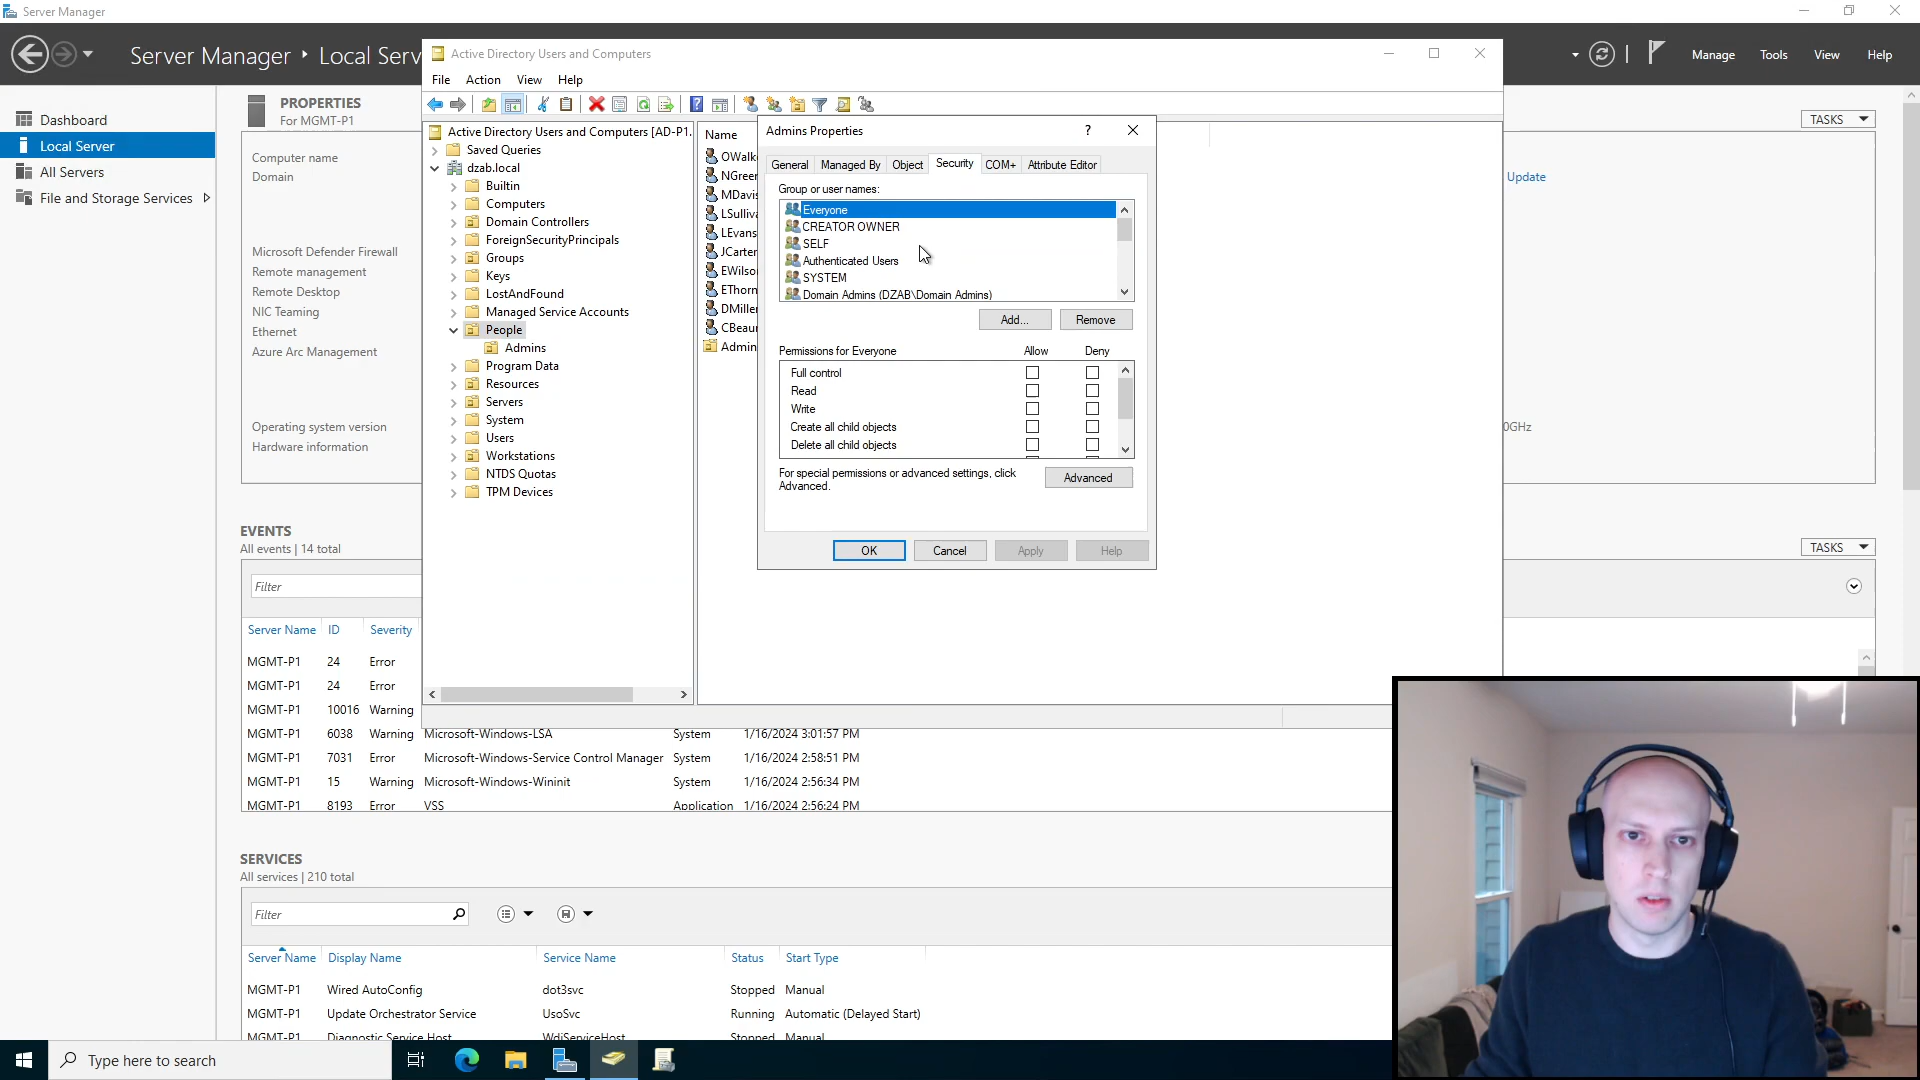 Server Manager
Server Manager ‣ Local Serv
Manage
Tools
View
Help
Dashboard
Local Server
All Servers
File and Storage Services
PROPERTIES
For MGMT-P1
TASKS
Computer name
Domain
Microsoft Defender Firewall
Remote management
Remote Desktop
NIC Teaming
Ethernet
Azure Arc Management
Operating system version
Hardware information
Update
0GHz
Active Directory Users and Computers
File
Action
View
Help
Active Directory Users and Computers [AD-P1.
Saved Queries
dzab.local
Builtin
Computers
Domain Controllers
ForeignSecurityPrincipals
Groups
Keys
LostAndFound
Managed Service Accounts
People
Admins
Program Data
Resources
Servers
System
Users
Workstations
NTDS Quotas
TPM Devices
Name
OWalk
NGreen
MDavis
LSulliva
LEvans
JCarter
EWilso
EThorn
DMiller
CBeau
Admin
Admins Properties
?
General
Managed By
Object
Security
COM+
Attribute Editor
Group or user names:
Everyone
CREATOR OWNER
SELF
Authenticated Users
SYSTEM
Domain Admins (DZAB\Domain Admins)
Add...
Remove
Permissions for Everyone
Allow
Deny
Full control
Read
Write
Create all child objects
Delete all child objects
For special permissions or advanced settings, click
Advanced.
Advanced
OK
Cancel
Apply
Help
EVENTS
All events | 14 total
TASKS
Filter
Server Name ID Severity
MGMT-P1 24 Error
MGMT-P1 24 Error
MGMT-P1 10016 Warning
MGMT-P1 6038 Warning Microsoft-Windows-LSA System 1/16/2024 3:01:57 PM
MGMT-P1 7031 Error Microsoft-Windows-Service Control Manager System 1/16/2024 2:58:51 PM
MGMT-P1 15 Warning Microsoft-Windows-Wininit System 1/16/2024 2:56:34 PM
MGMT-P1 8193 Error VSS Application 1/16/2024 2:56:24 PM
SERVICES
All services | 210 total
Filter
Server Name Display Name Service Name Status Start Type
MGMT-P1 Wired AutoConfig dot3svc Stopped Manual
MGMT-P1 Update Orchestrator Service UsoSvc Running Automatic (Delayed Start)
MGMT-P1 Diagnostic Service Host WdiServiceHost Stopped Manual
Type here to search